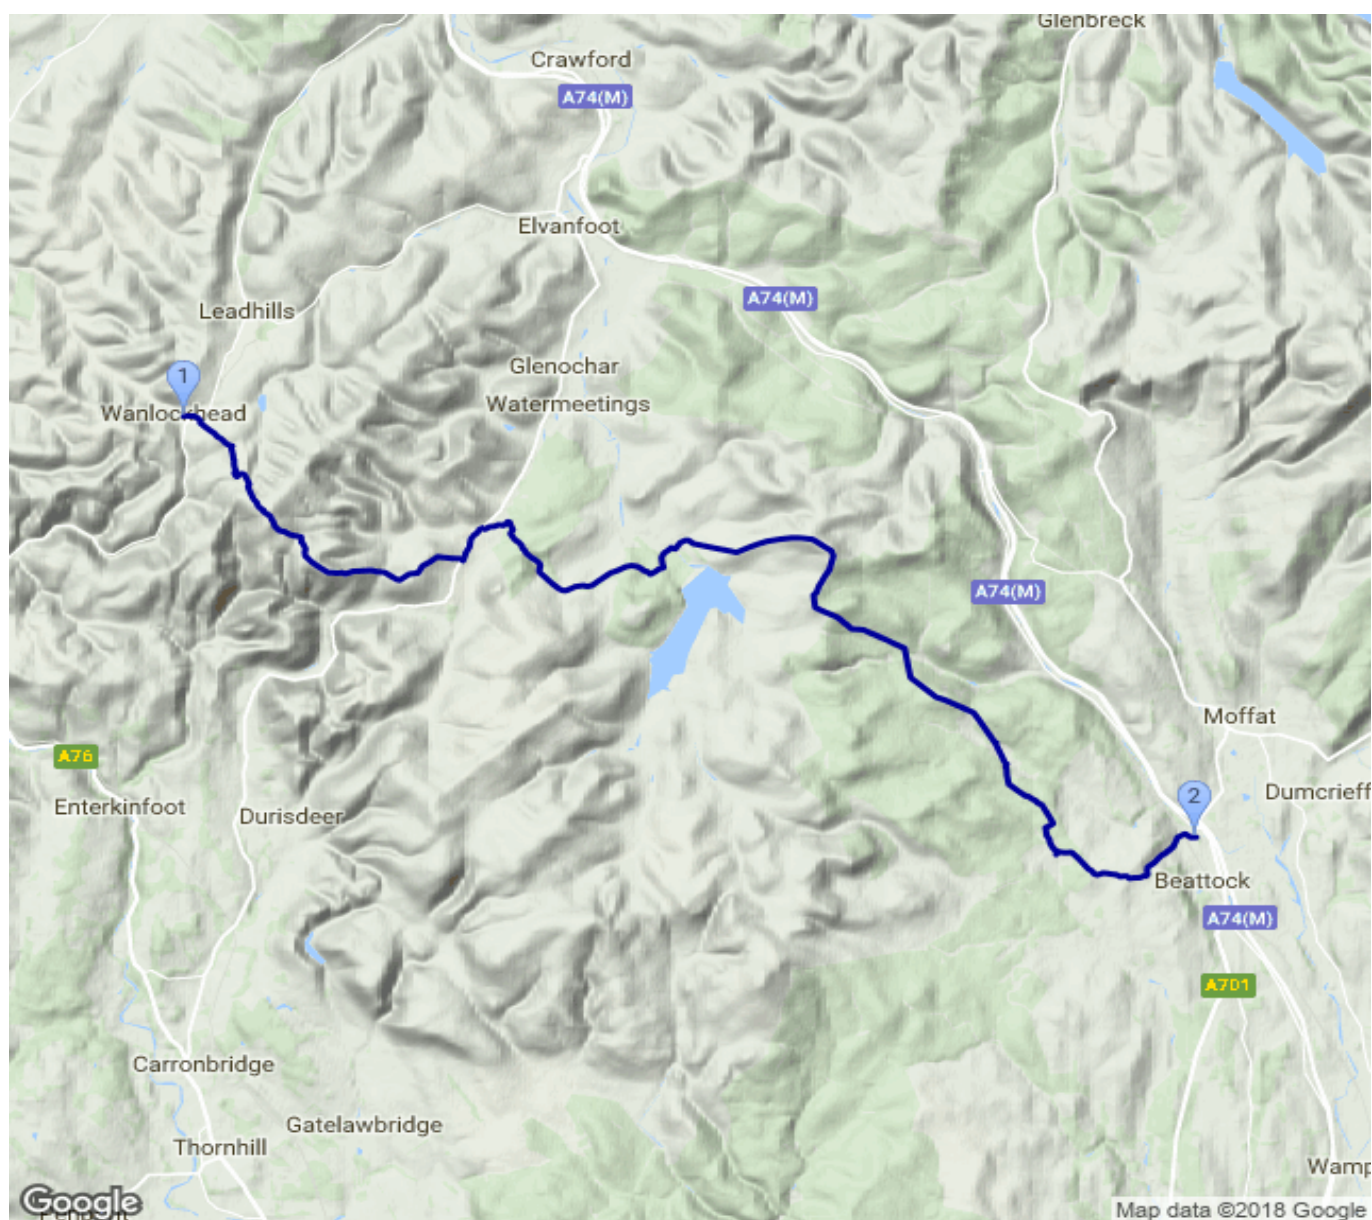 Glenbreck
Crawford
A74(M)
Elvanfoot
A74(M)
Leadhills
Glenochar
1
Watermeetings
Wanlockhead
A74(M)
Moffat
A76
2
Dumcrieff
Enterkinfoot
Durisdeer
Beattock
A74(M)
A701
Carronbridge
Gatelawbridge
Thornhill
Wamp
Google
Map data ©2018 Google